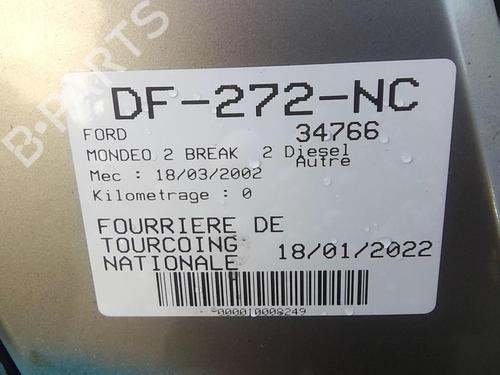 B-PARTS
DF-272-NC
FORD 34766
MONDEO 2 BREAK 2 Diesel
Autre
Mec : 18/03/2002
Kilometrage : 0
FOURRIERE DE
TOURCOING 18/01/2022
NATIONALE
000010008249